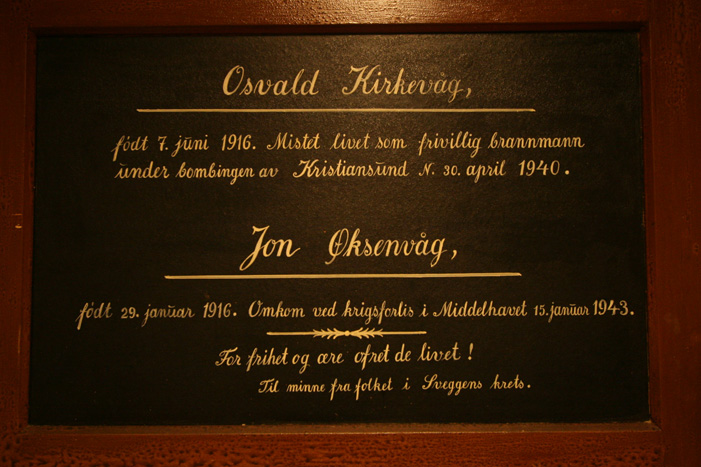 Osvald Kirkevåg,
födt 7. juni 1916. Mistet livet som frivillig brannmann
under bombingen av Kristiansund N. 30. april 1940.
Jon Øksenvåg,
födt 29. januar 1916. Omkom ved krigsforlis i Middelhavet 15. januar 1943.
For frihet og ære ofret de livet!
Til minne fra folket i Sveggens krets.